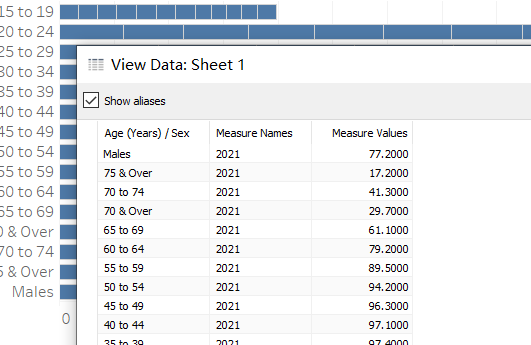 15 to 19
20 to 24
25 to 29
30 to 34
35 to 39
40 to 44
45 to 49
50 to 54
55 to 59
60 to 64
65 to 69
& Over
70 to 74
& Over
Males
0
View Data: Sheet 1
Show aliases
Age (Years) / Sex Measure Names Measure Values
Males 2021 77.2000
75 & Over 2021 17.2000
70 to 74 2021 41.3000
70 & Over 2021 29.7000
65 to 69 2021 61.1000
60 to 64 2021 79.2000
55 to 59 2021 89.5000
50 to 54 2021 94.2000
45 to 49 2021 96.3000
40 to 44 2021 97.1000
35 to 39 2021 97.4000